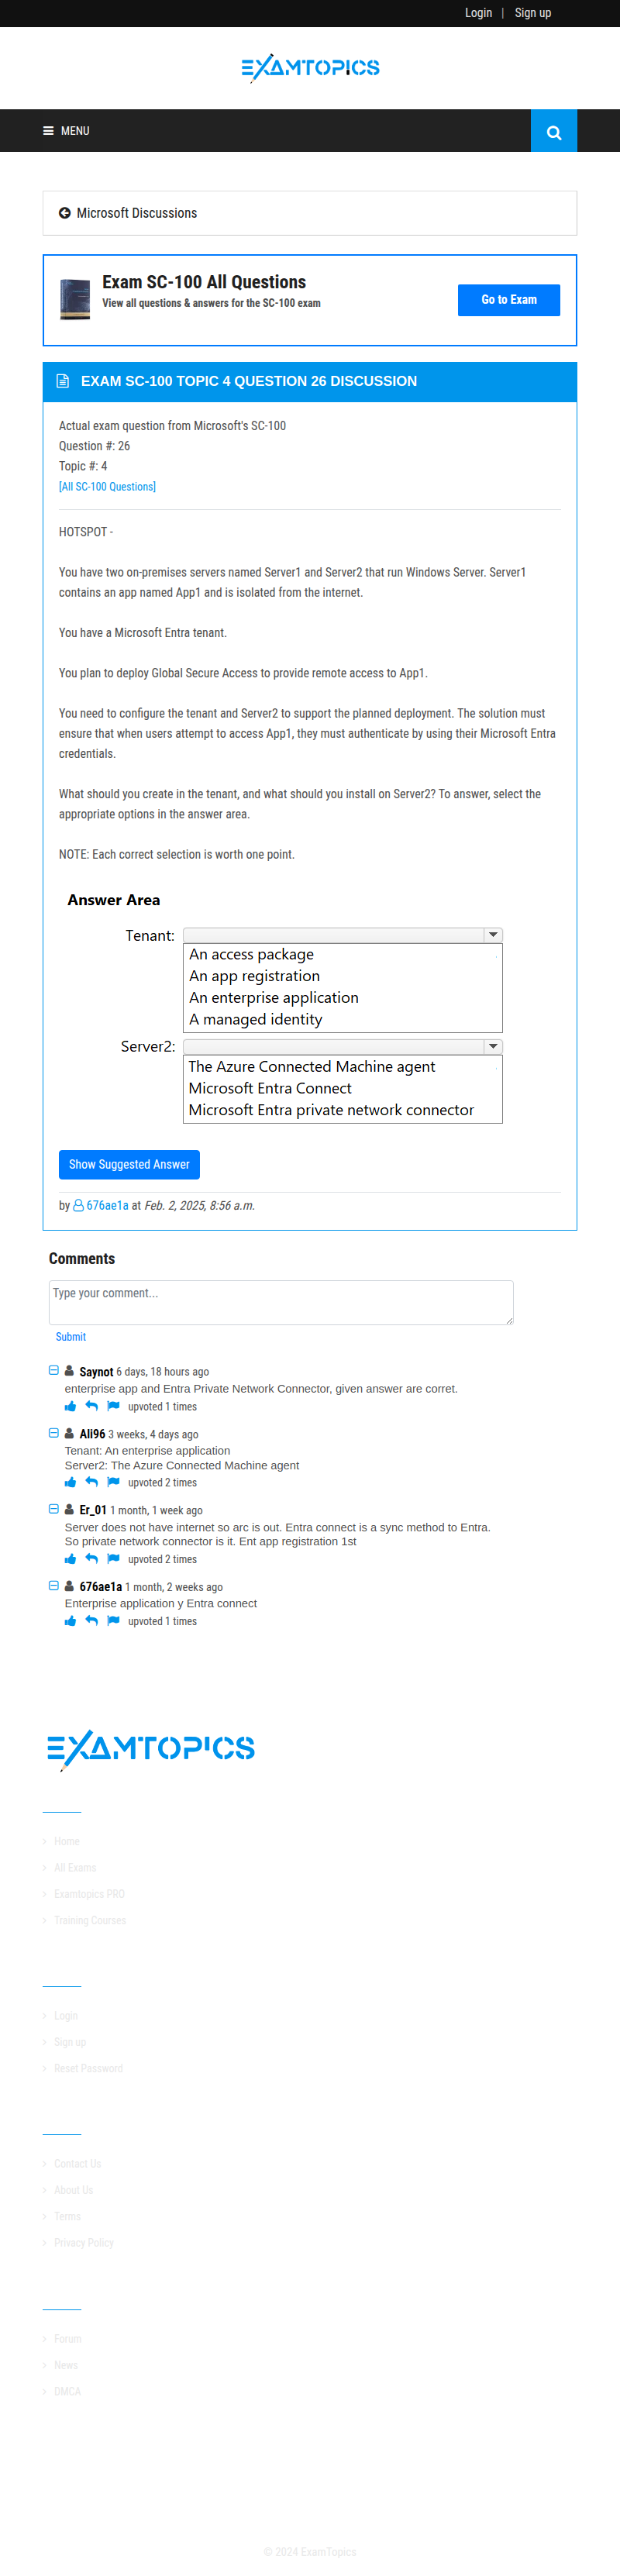 Login | Sign up
EXAMTOPICS
MENU
Microsoft Discussions
Exam SC-100 All Questions
View all questions & answers for the SC-100 exam
Go to Exam
EXAM SC-100 TOPIC 4 QUESTION 26 DISCUSSION
Actual exam question from Microsoft's SC-100
Question #: 26
Topic #: 4
[All SC-100 Questions]
HOTSPOT -
You have two on-premises servers named Server1 and Server2 that run Windows Server. Server1
contains an app named App1 and is isolated from the internet.
You have a Microsoft Entra tenant.
You plan to deploy Global Secure Access to provide remote access to App1.
You need to configure the tenant and Server2 to support the planned deployment. The solution must
ensure that when users attempt to access App1, they must authenticate by using their Microsoft Entra
credentials.
What should you create in the tenant, and what should you install on Server2? To answer, select the
appropriate options in the answer area.
NOTE: Each correct selection is worth one point.
Answer Area
Tenant:
An access package
An app registration
An enterprise application
A managed identity
Server2:
The Azure Connected Machine agent
Microsoft Entra Connect
Microsoft Entra private network connector
Show Suggested Answer
by 676ae1a at Feb. 2, 2025, 8:56 a.m.
Comments
Type your comment...
Submit
Saynot 6 days, 18 hours ago
enterprise app and Entra Private Network Connector, given answer are corret.
upvoted 1 times
Ali96 3 weeks, 4 days ago
Tenant: An enterprise application
Server2: The Azure Connected Machine agent
upvoted 2 times
Er_01 1 month, 1 week ago
Server does not have internet so arc is out. Entra connect is a sync method to Entra.
So private network connector is it. Ent app registration 1st
upvoted 2 times
676ae1a 1 month, 2 weeks ago
Enterprise application y Entra connect
upvoted 1 times
EXAMTOPICS
Home
All Exams
Examtopics PRO
Training Courses
Login
Sign up
Reset Password
Contact Us
About Us
Terms
Privacy Policy
Forum
News
DMCA
© 2024 ExamTopics